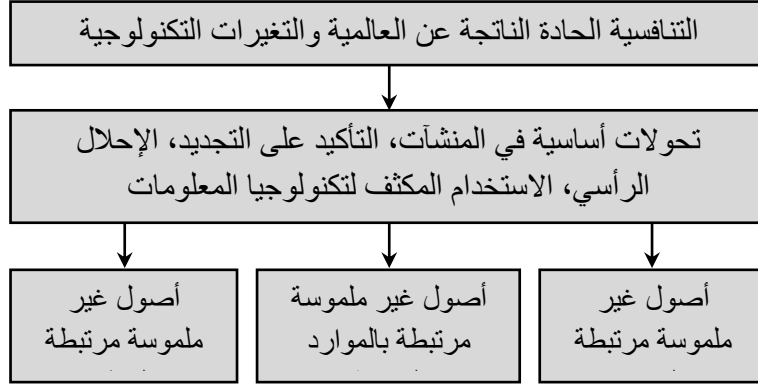 التنافسية الحادة الناتجة عن العالمية والتغيرات التكنولوجية
تحولات أساسية في المنشآت، التأكيد على التجديد، الإحلال
الرأسي، الاستخدام المكثف لتكنولوجيا المعلومات
أصول غير
ملموسة مرتبطة
أصول غير ملموسة
مرتبطة بالموارد
أصول غير
ملموسة مرتبطة